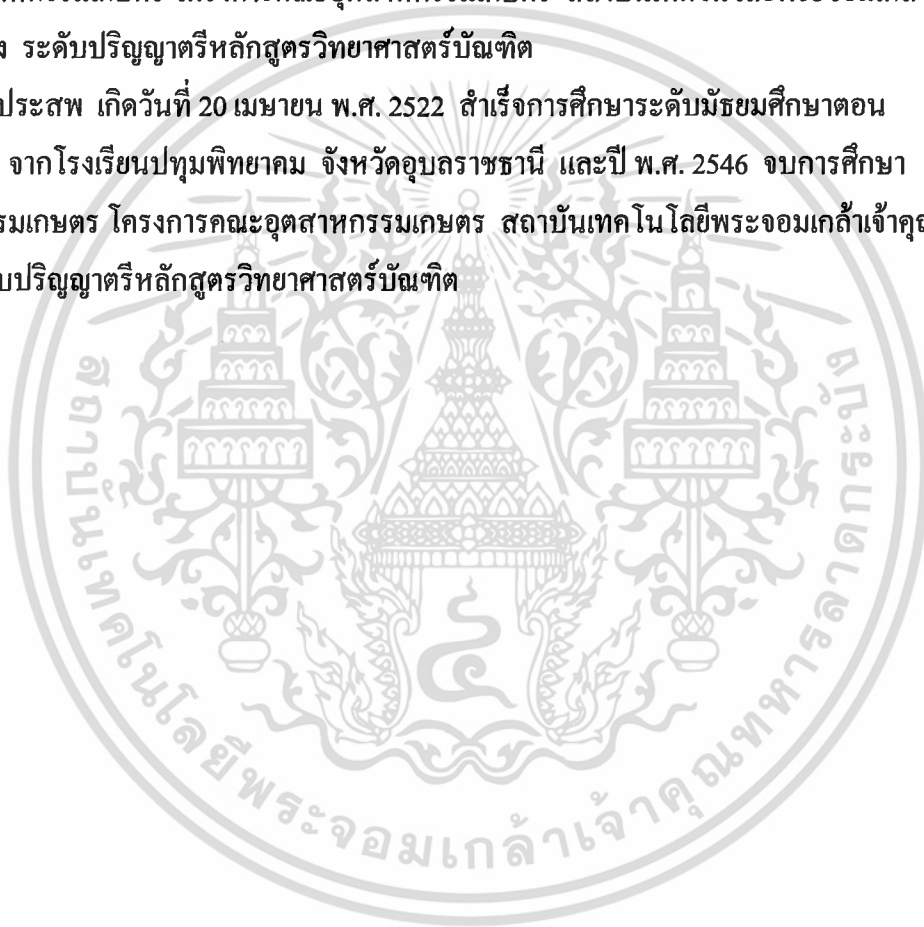 ง ระดับปริญญาตรีหลักสูตรวิทยาศาสตร์บัณฑิต
ประสพ เกิดวันที่ 20 เมษายน พ.ศ. 2522 สำเร็จการศึกษาระดับมัธยมศึกษาตอน
จากโรงเรียนปทุมพิทยาคม จังหวัดอุบลราชธานี และปี พ.ศ. 2546 จบการศึกษา
รมเกษตร โครงการคณะอุตสาหกรรมเกษตร สถาบันเทคโนโลยีพระจอมเกล้าเจ้าคุณ
บปริญญาตรีหลักสูตรวิทยาศาสตร์บัณฑิต
สถาบันเทคโนโลยีพระจอมเกล้าเจ้าคุณทหารลาดกระบัง